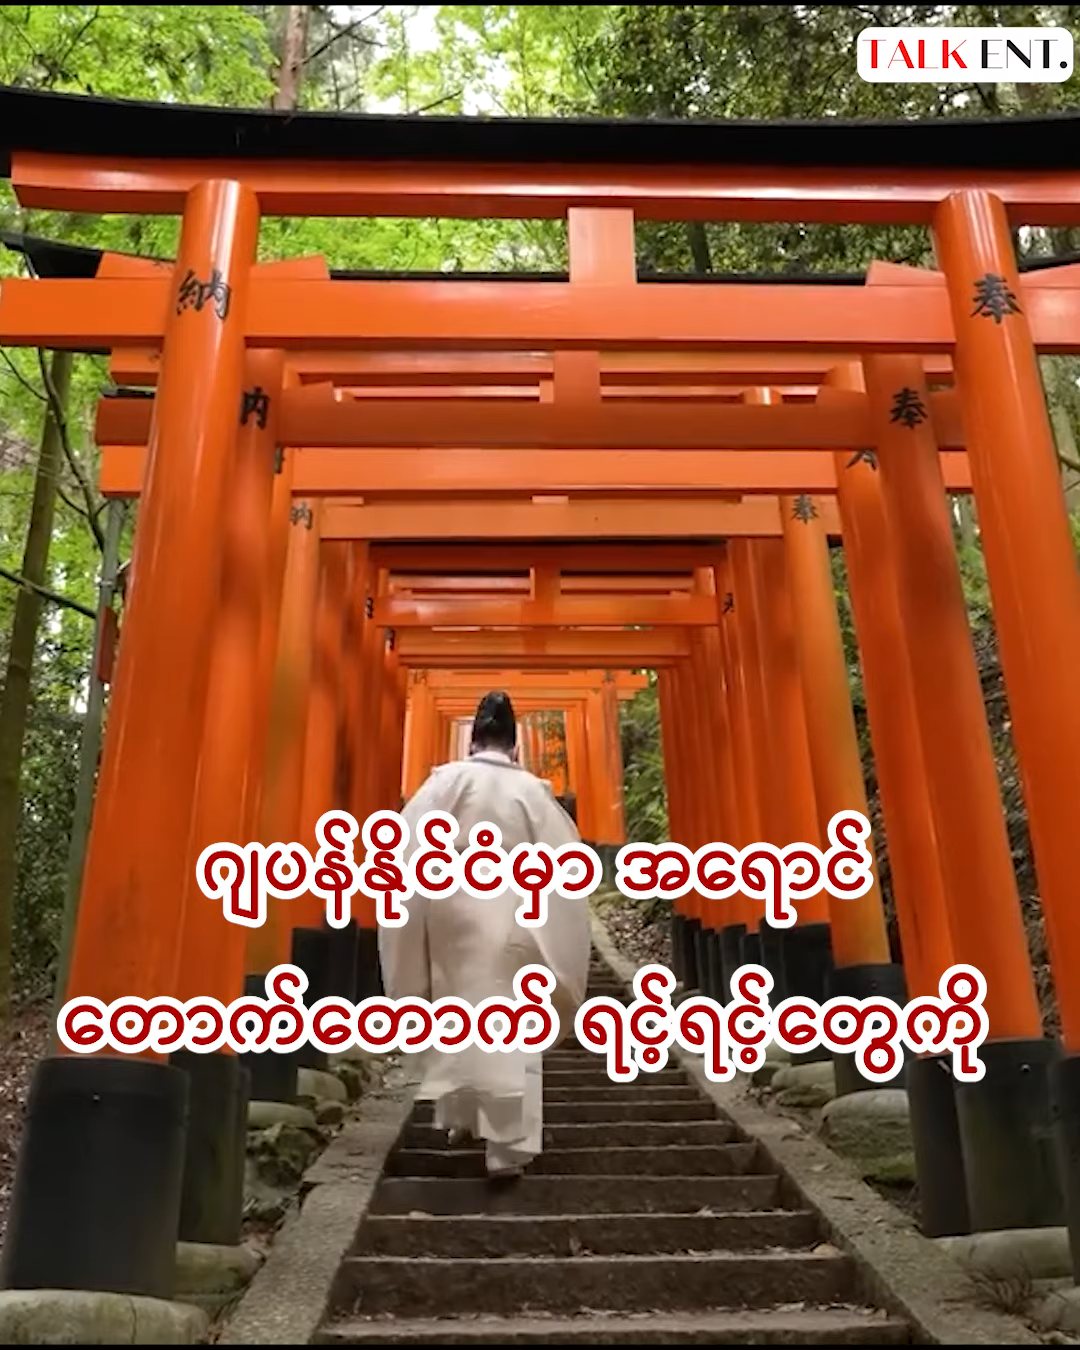 TALK ENT.
納
奉
内
奉
納
奉
ဂျပန်နိုင်ငံမှာ အရောင်
တောက်တောက် ရင့်ရင့်တွေကို